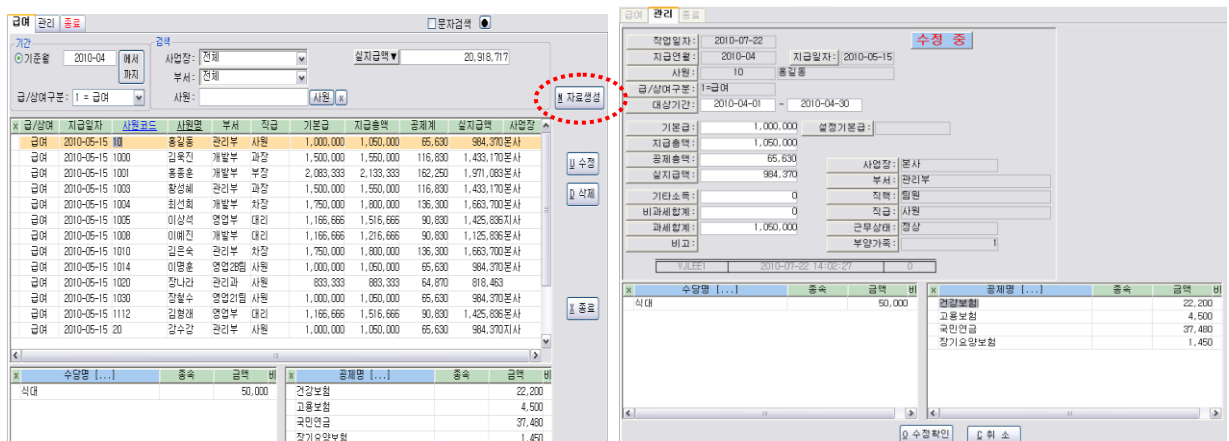 급여 관리 종료
문자검색
기간
검색
기준월 2010-04 에서 사업장: 전체 실지급액▼ 20,918,717
까지 부서: 전체
급/상여구분: 1 = 급여 사원: 사원 x
N 자료생성
x 급/상여 지급일자 사원코드 사원명 부서 직급 기본급 지급총액 공제계 실지급액 사업장
급여 2010-05-15 10 홍길동 관리부 사원 1,000,000 1,050,000 65,630 984,370 본사
급여 2010-05-15 1000 김욱진 개발부 과장 1,500,000 1,550,000 116,830 1,433,170 본사
급여 2010-05-15 1001 홍종훈 개발부 부장 2,083,333 2,133,333 162,250 1,971,083 본사
급여 2010-05-15 1003 황성혜 관리부 과장 1,500,000 1,550,000 116,830 1,433,170 본사
급여 2010-05-15 1004 최선희 개발부 차장 1,750,000 1,800,000 136,300 1,663,700 본사
급여 2010-05-15 1005 이상석 영업부 대리 1,166,666 1,516,666 90,830 1,425,836 지사
급여 2010-05-15 1008 이예진 개발부 대리 1,166,666 1,216,666 90,830 1,125,836 본사
급여 2010-05-15 1010 김은숙 관리부 차장 1,750,000 1,800,000 136,300 1,663,700 본사
급여 2010-05-15 1014 이명훈 영업2B팀 사원 1,000,000 1,050,000 65,630 984,370 본사
급여 2010-05-15 1020 장나라 관리과 사원 833,333 883,333 64,870 818,463
급여 2010-05-15 1030 장철수 영업21팀 사원 1,000,000 1,050,000 65,630 984,370 본사
급여 2010-05-15 1112 김형래 영업부 대리 1,166,666 1,516,666 90,830 1,425,836 본사
급여 2010-05-15 20 강수강 관리부 사원 1,000,000 1,050,000 65,630 984,370 지사
U 수정
D 삭제
X 종료
x 수당명 [...] 종속 금액 비
식대 50,000
x 공제명 [...] 종속 금액 비
건강보험 22,200
고용보험 4,500
국민연금 37,480
장기요양보험 1,450
급여 관리 종료
작업일자: 2010-07-22 수정 중
지급연월: 2010-04 지급일자: 2010-05-15
사원: 10 홍길동
급/상여구분: 1=급여
대상기간: 2010-04-01 - 2010-04-30
기본급: 1,000,000 설정기본급:
지급총액: 1,050,000
공제총액: 65,630 사업장: 본사
실지급액: 984,370 부서: 관리부
기타소득: 0 직책: 팀원
비과세합계: 0 직급: 사원
과세합계: 1,050,000 근무상태: 정상
비고: 부양가족: 1
YJLEE1 2010-07-22 14:02:27 0
x 수당명 [...] 종속 금액 비
식대 50,000
x 공제명 [...] 종속 금액 비
건강보험 22,200
고용보험 4,500
국민연금 37,480
장기요양보험 1,450
O 수정확인 C 취 소